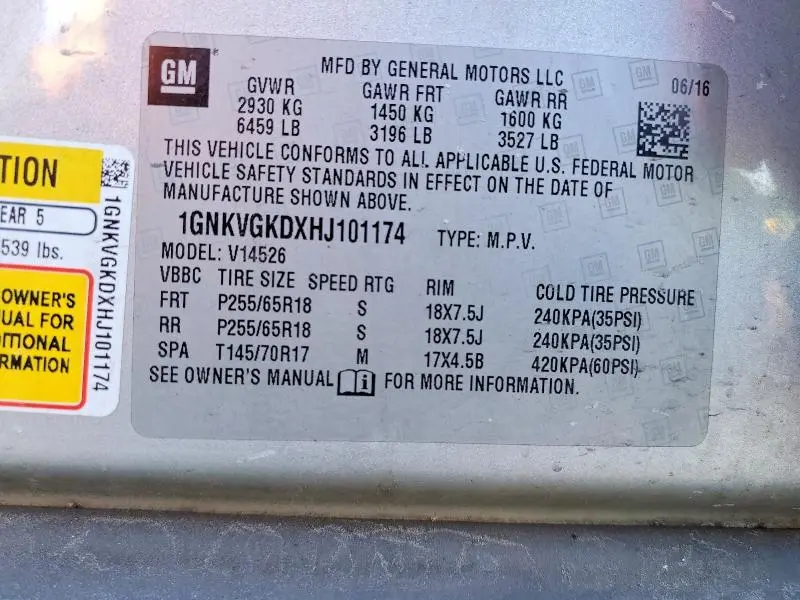 GM
MFD BY GENERAL MOTORS LLC
06/16
GVWR GAWR FRT GAWR RR
2930 KG 1450 KG 1600 KG
6459 LB 3196 LB 3527 LB
THIS VEHICLE CONFORMS TO ALL APPLICABLE U.S. FEDERAL MOTOR
VEHICLE SAFETY STANDARDS IN EFFECT ON THE DATE OF
MANUFACTURE SHOWN ABOVE.
1GNKVGKDXHJ101174 TYPE: M.P.V.
MODEL: V14526
VBBC TIRE SIZE SPEED RTG RIM COLD TIRE PRESSURE
FRT P255/65R18 S 18X7.5J 240KPA(35PSI)
RR P255/65R18 S 18X7.5J 240KPA(35PSI)
SPA T145/70R17 M 17X4.5B 420KPA(60PSI)
SEE OWNER'S MANUAL FOR MORE INFORMATION.
TION
EAR 5
539 lbs.
OWNER'S
UAL FOR
DITIONAL
ORMATION
1GNKVGKDXHJ101174